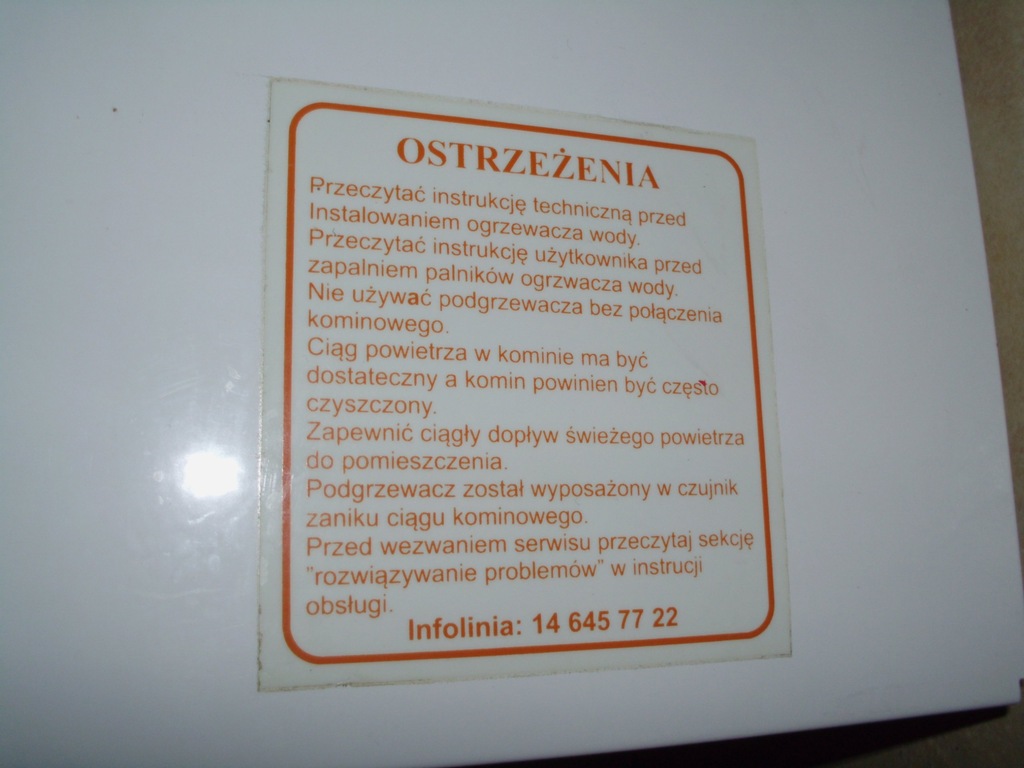 OSTRZEŻENIA
Przeczytać instrukcję techniczną przed
Instalowaniem ogrzewacza wody.
Przeczytać instrukcję użytkownika przed
zapalniem palników ogrzwacza wody.
Nie używać podgrzewacza bez połączenia
kominowego.
Ciąg powietrza w kominie ma być
dostateczny a komin powinien być często
czyszczony.
Zapewnić ciągły dopływ świeżego powietrza
do pomieszczenia.
Podgrzewacz został wyposażony w czujnik
zaniku ciągu kominowego.
Przed wezwaniem serwisu przeczytaj sekcję
"rozwiązywanie problemów" w instrucji
obsługi.
Infolinia: 14 645 77 22